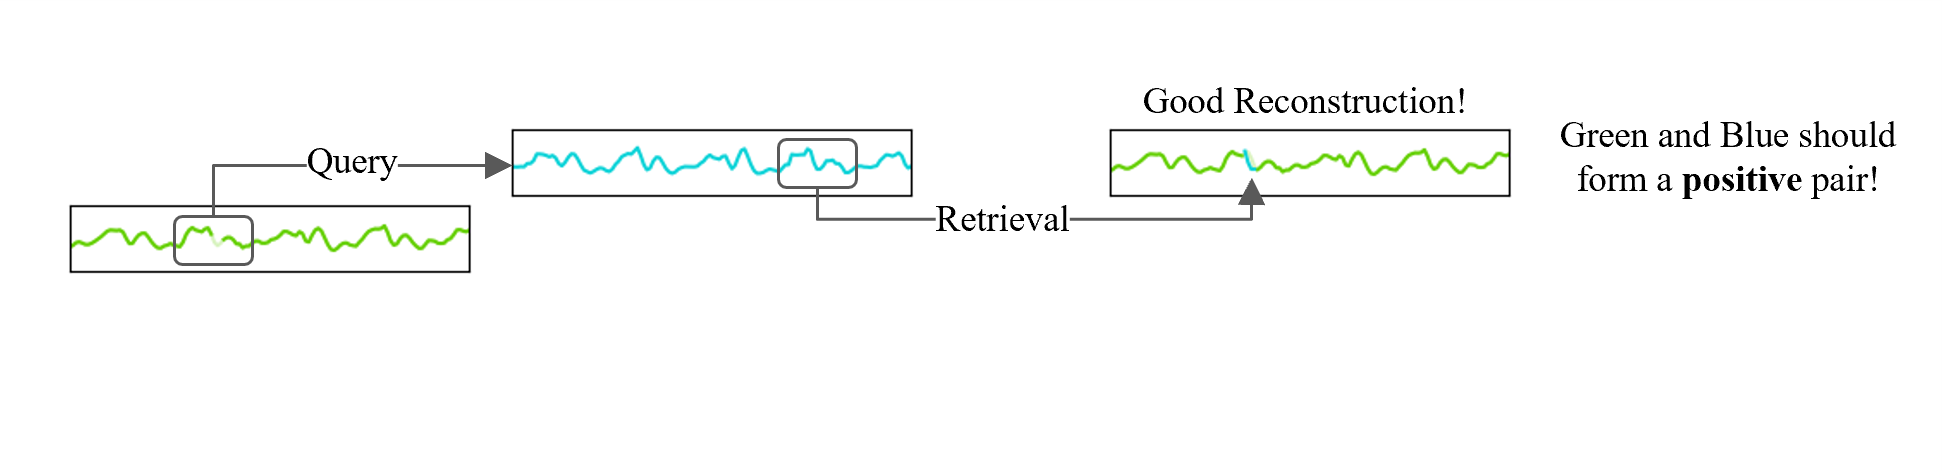 Good Reconstruction!
Query
Green and Blue should
form a positive pair!
Retrieval